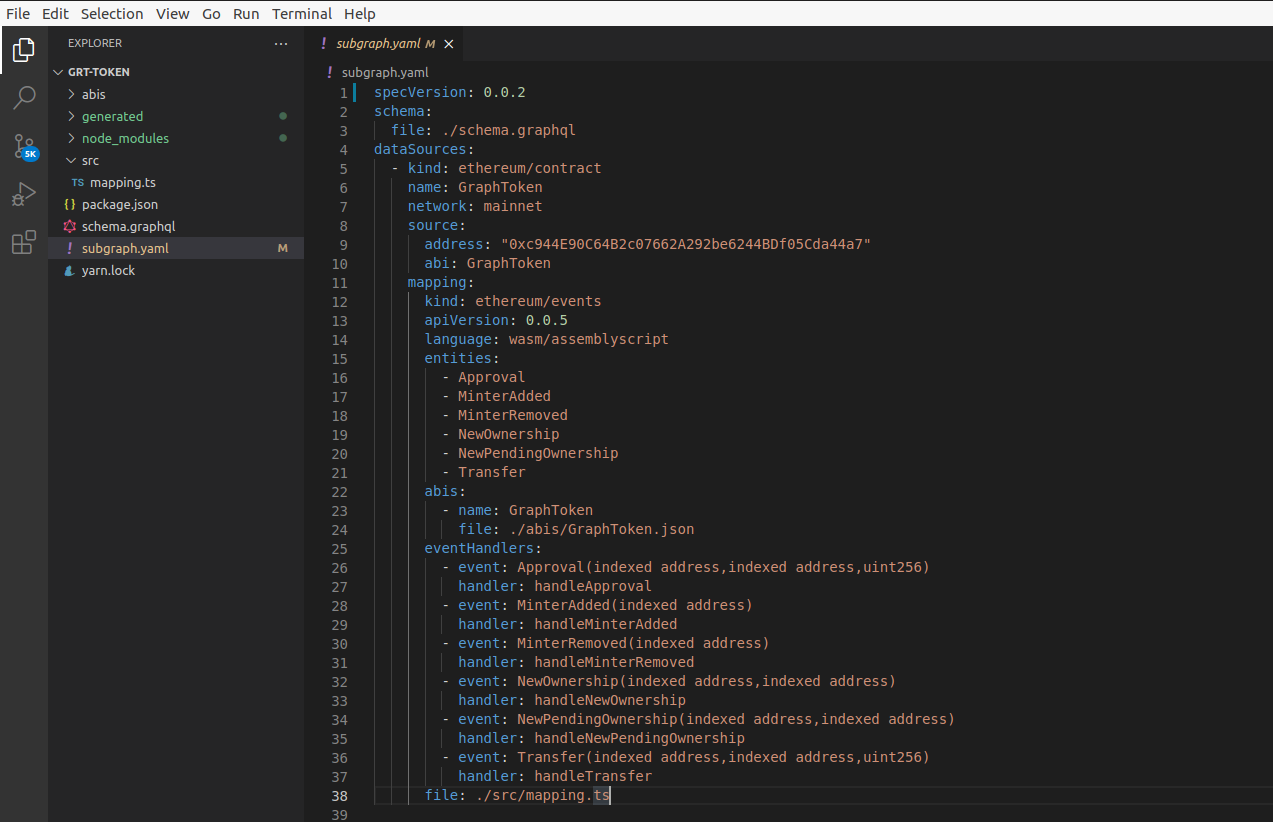 File Edit Selection View Go Run Terminal Help
EXPLORER ...
GRT-TOKEN
abis
generated
node_modules
src
TS mapping.ts
{} package.json
schema.graphql
! subgraph.yaml M
yarn.lock
5K
! subgraph.yaml M ×
! subgraph.yaml
1 specVersion: 0.0.2
2 schema:
3 file: ./schema.graphql
4 dataSources:
5 - kind: ethereum/contract
6 name: GraphToken
7 network: mainnet
8 source:
9 address: "0xc944E90C64B2c07662A292be6244BDf05Cda44a7"
10 abi: GraphToken
11 mapping:
12 kind: ethereum/events
13 apiVersion: 0.0.5
14 language: wasm/assemblyscript
15 entities:
16 - Approval
17 - MinterAdded
18 - MinterRemoved
19 - NewOwnership
20 - NewPendingOwnership
21 - Transfer
22 abis:
23 - name: GraphToken
24 file: ./abis/GraphToken.json
25 eventHandlers:
26 - event: Approval(indexed address,indexed address,uint256)
27 handler: handleApproval
28 - event: MinterAdded(indexed address)
29 handler: handleMinterAdded
30 - event: MinterRemoved(indexed address)
31 handler: handleMinterRemoved
32 - event: NewOwnership(indexed address,indexed address)
33 handler: handleNewOwnership
34 - event: NewPendingOwnership(indexed address,indexed address)
35 handler: handleNewPendingOwnership
36 - event: Transfer(indexed address,indexed address,uint256)
37 handler: handleTransfer
38 file: ./src/mapping.ts
39